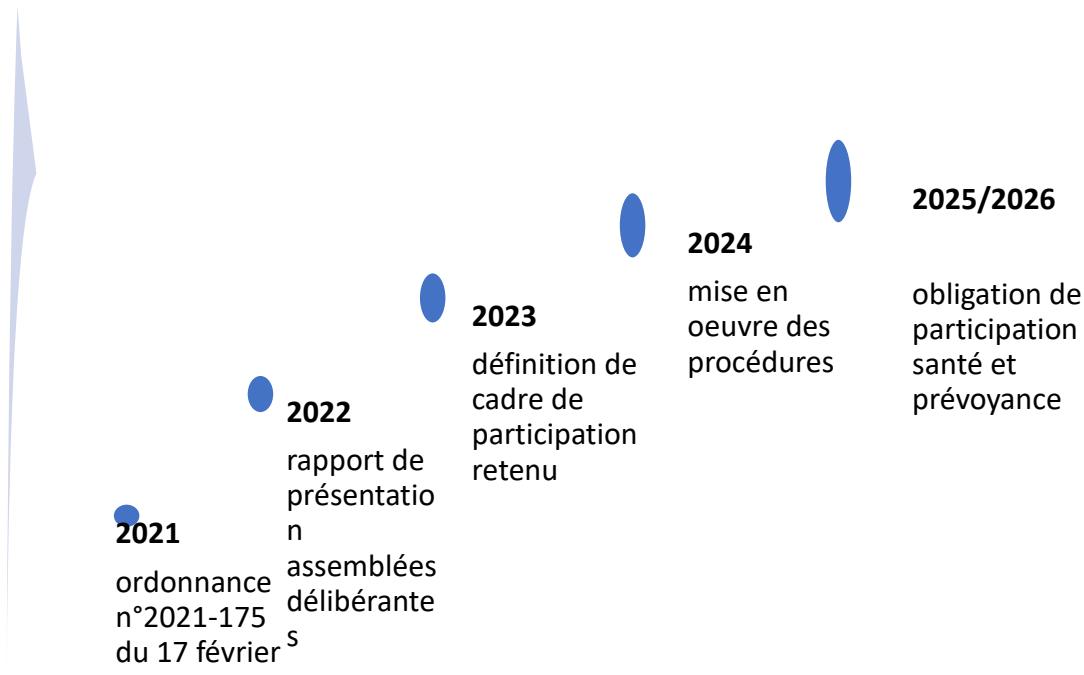 2021
ordonnance
n°2021-175
du 17 février
2022
rapport de
présentatio
n
assemblées
délibérante
s
2023
définition de
cadre de
participation
retenu
2024
mise en
oeuvre des
procédures
2025/2026
obligation de
participation
santé et
prévoyance